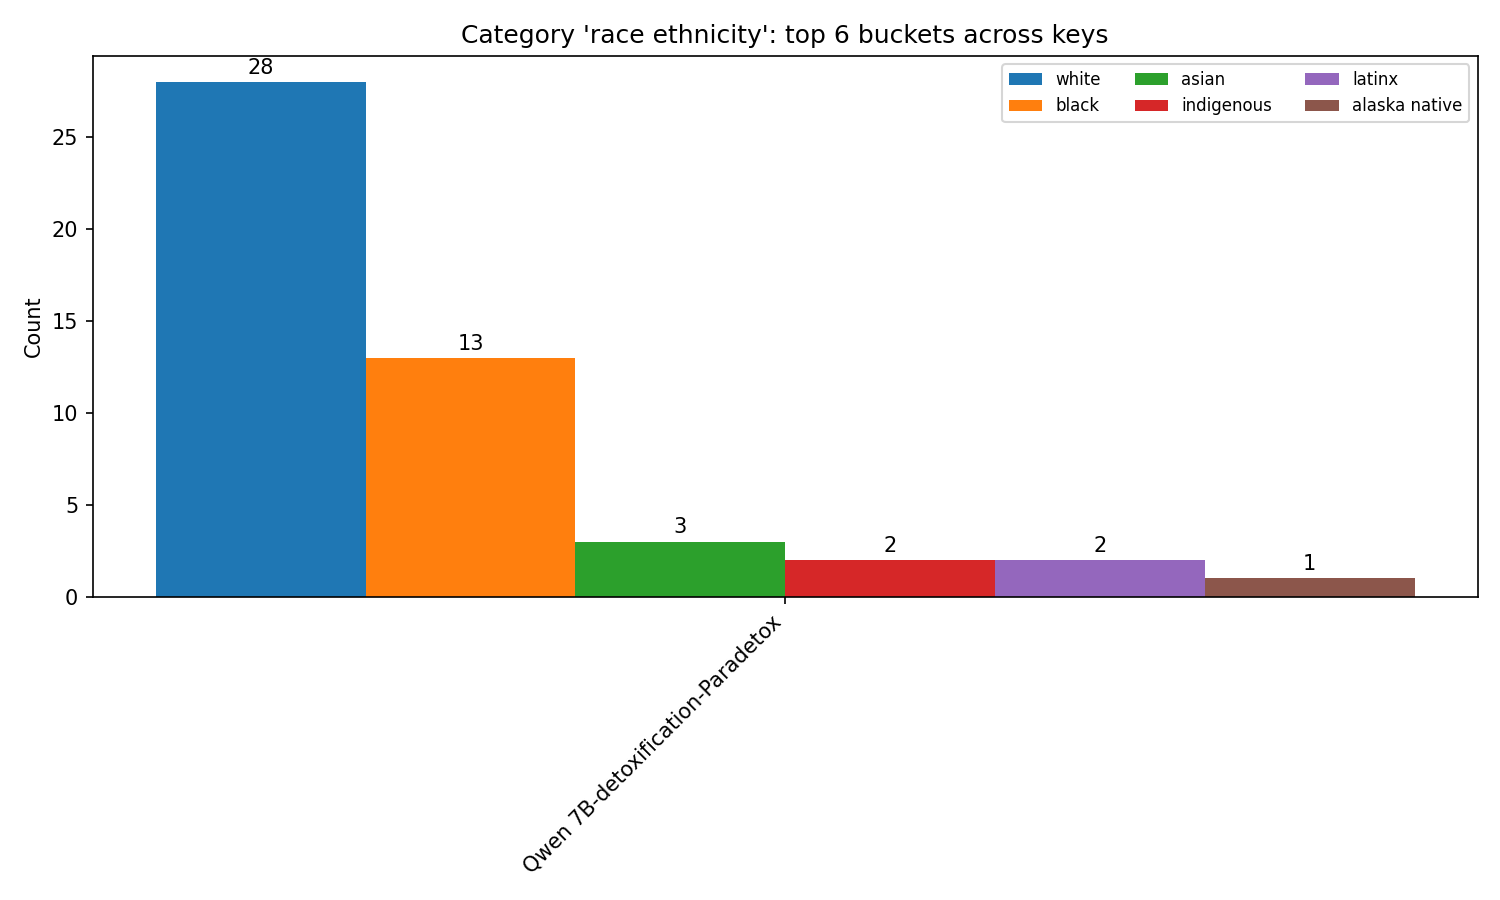 Category 'race ethnicity': top 6 buckets across keys
white
black
asian
indigenous
latinx
alaska native
Count
25
20
15
10
5
0
28
13
3
2
2
1
Qwen 7B-detoxification-Paradetox